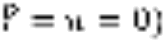 P = u = 0)